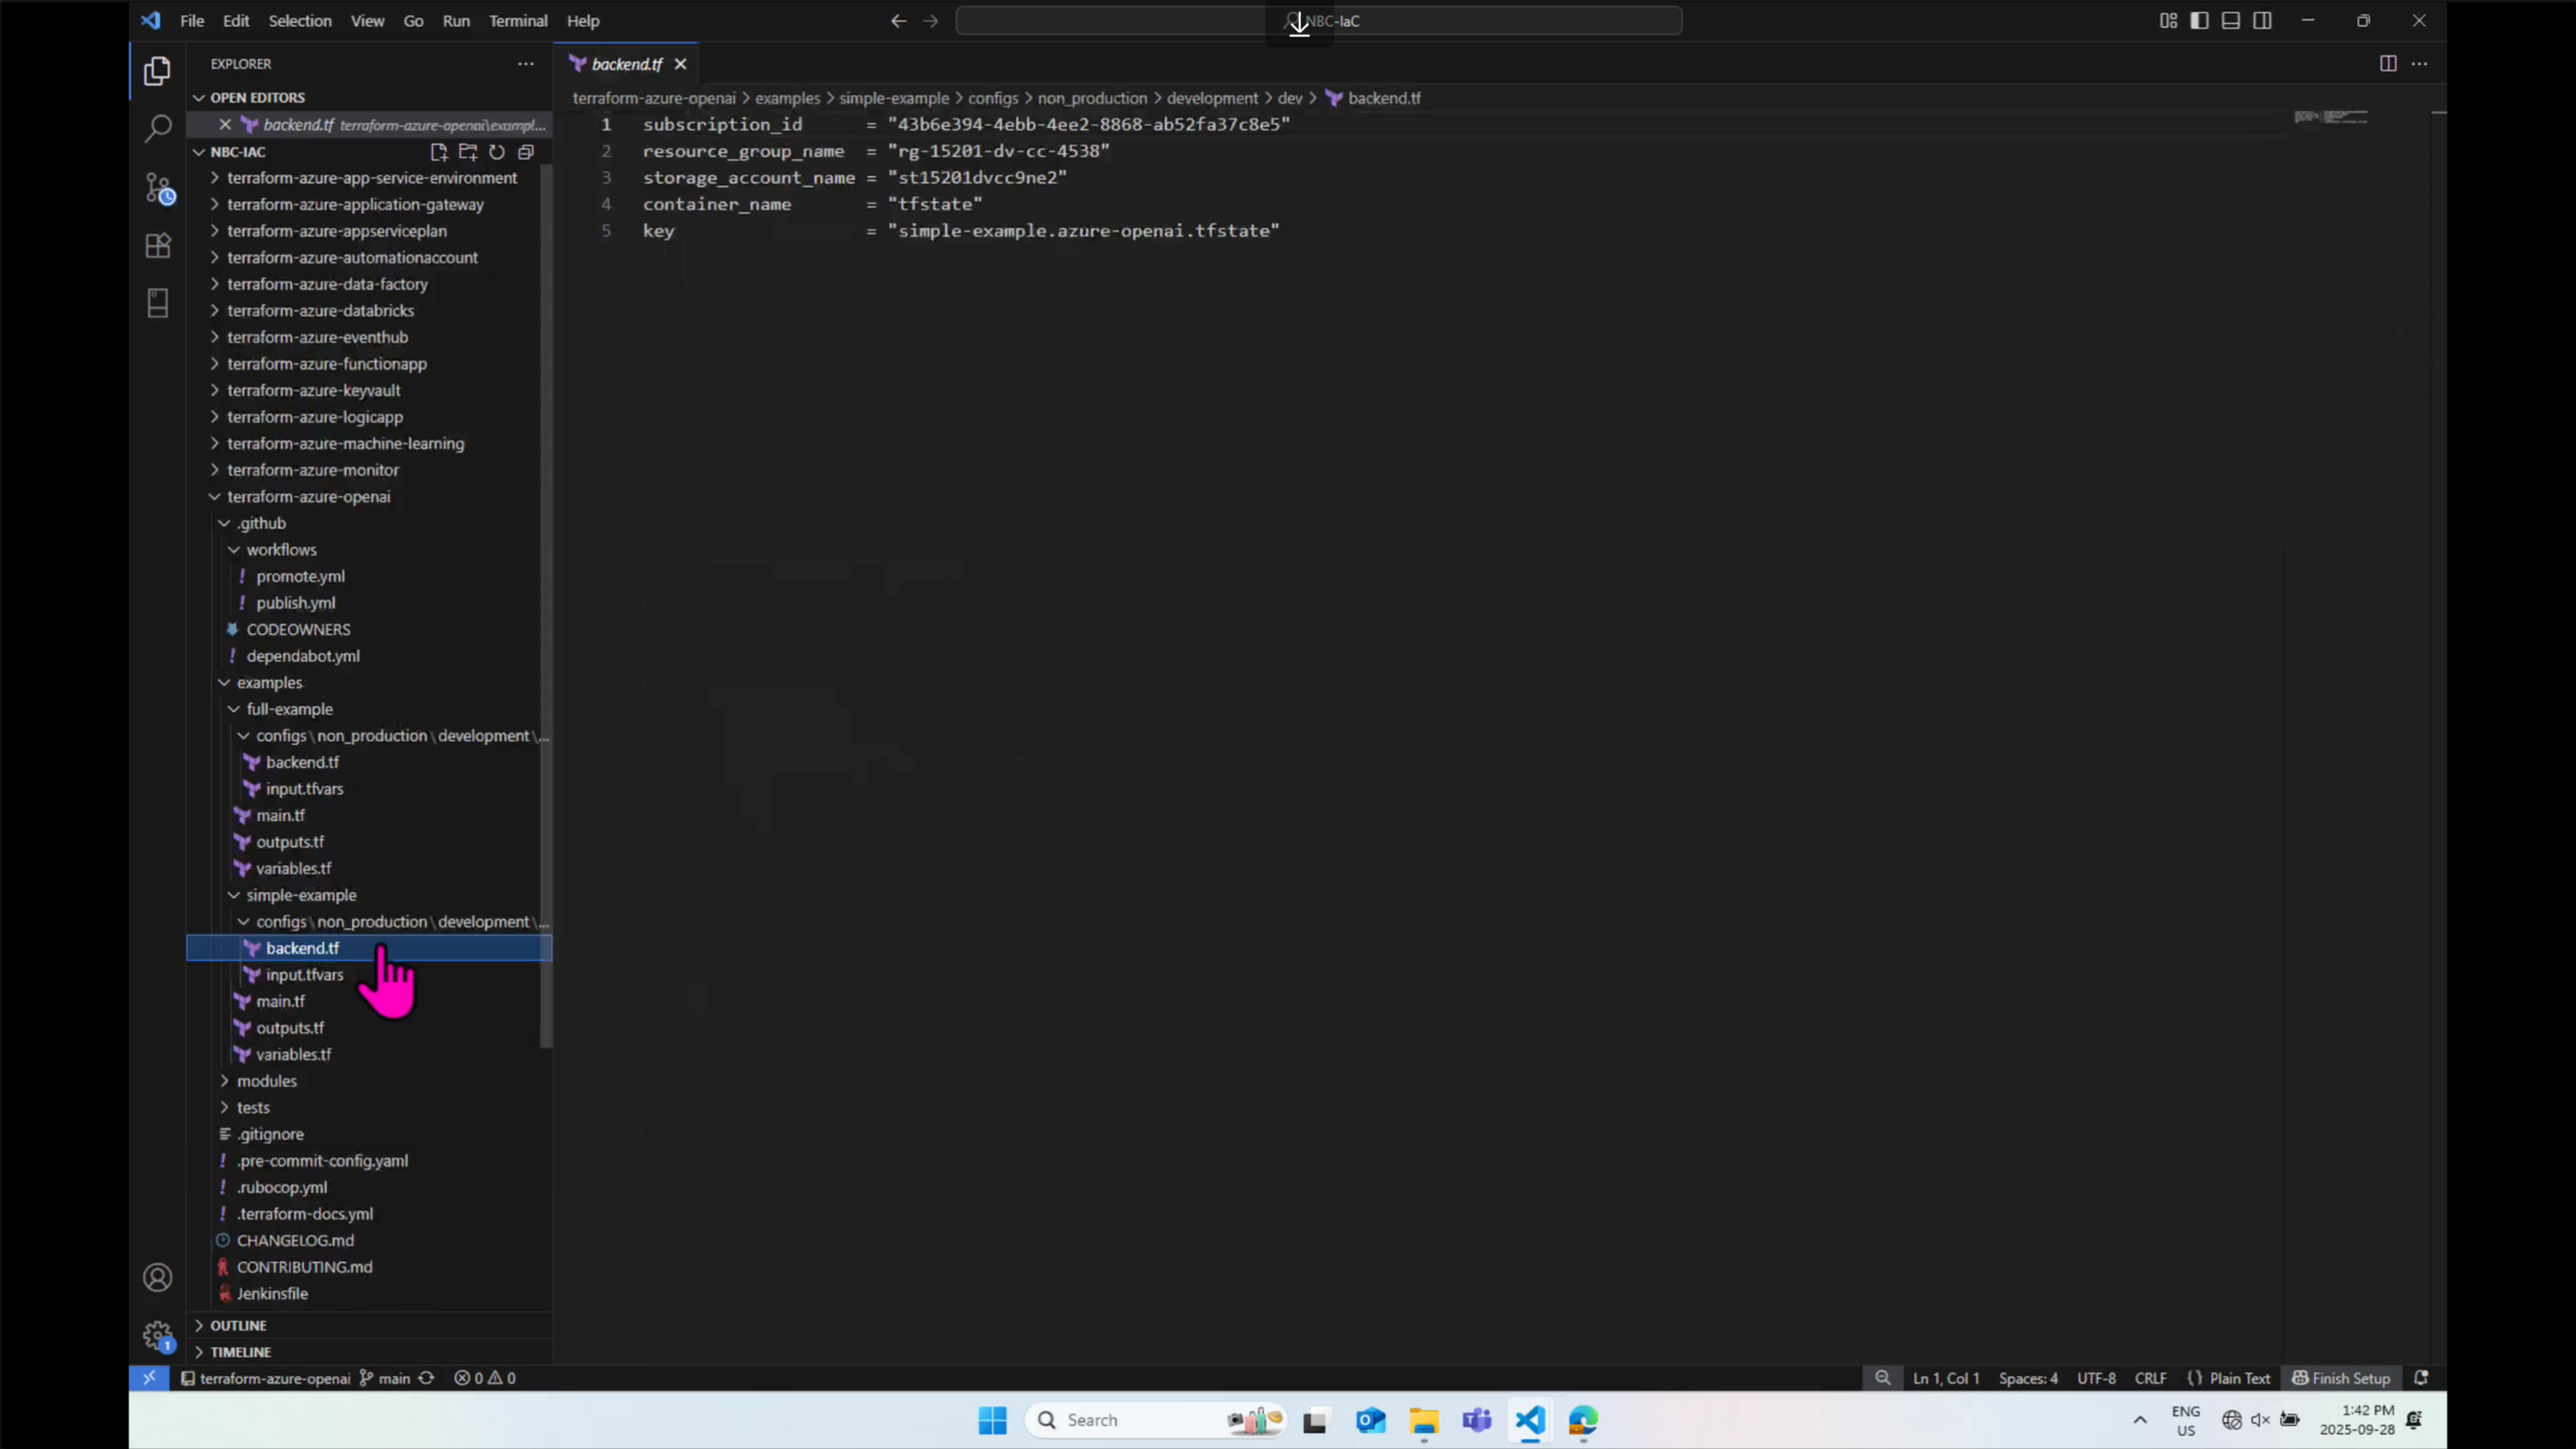 File Edit Selection View Go Run Terminal Help
NBC-IaC
EXPLORER
OPEN EDITORS
backend.tf terraform-azure-openai\exampl...
NBC-IAC
terraform-azure-app-service-environment
terraform-azure-application-gateway
terraform-azure-appserviceplan
terraform-azure-automationaccount
terraform-azure-data-factory
terraform-azure-databricks
terraform-azure-eventhub
terraform-azure-functionapp
terraform-azure-keyvault
terraform-azure-logicapp
terraform-azure-machine-learning
terraform-azure-monitor
terraform-azure-openai
.github
workflows
promote.yml
publish.yml
CODEOWNERS
dependabot.yml
examples
full-example
configs\non_production\development\...
backend.tf
input.tfvars
main.tf
outputs.tf
variables.tf
simple-example
configs\non_production\development\...
backend.tf
input.tfvars
main.tf
outputs.tf
variables.tf
modules
tests
.gitignore
.pre-commit-config.yaml
.rubocop.yml
.terraform-docs.yml
CHANGELOG.md
CONTRIBUTING.md
Jenkinsfile
OUTLINE
TIMELINE
backend.tf
terraform-azure-openai > examples > simple-example > configs > non_production > development > dev > backend.tf
1 subscription_id = "43b6e394-4ebb-4ee2-8868-ab52fa37c8e5"
2 resource_group_name = "rg-15201-dv-cc-4538"
3 storage_account_name = "st15201dvcc9ne2"
4 container_name = "tfstate"
5 key = "simple-example.azure-openai.tfstate"
terraform-azure-openai main 0 0
Ln 1, Col 1 Spaces: 4 UTF-8 CRLF {} Plain Text Finish Setup
Search
ENG
US
1:42 PM
2025-09-28